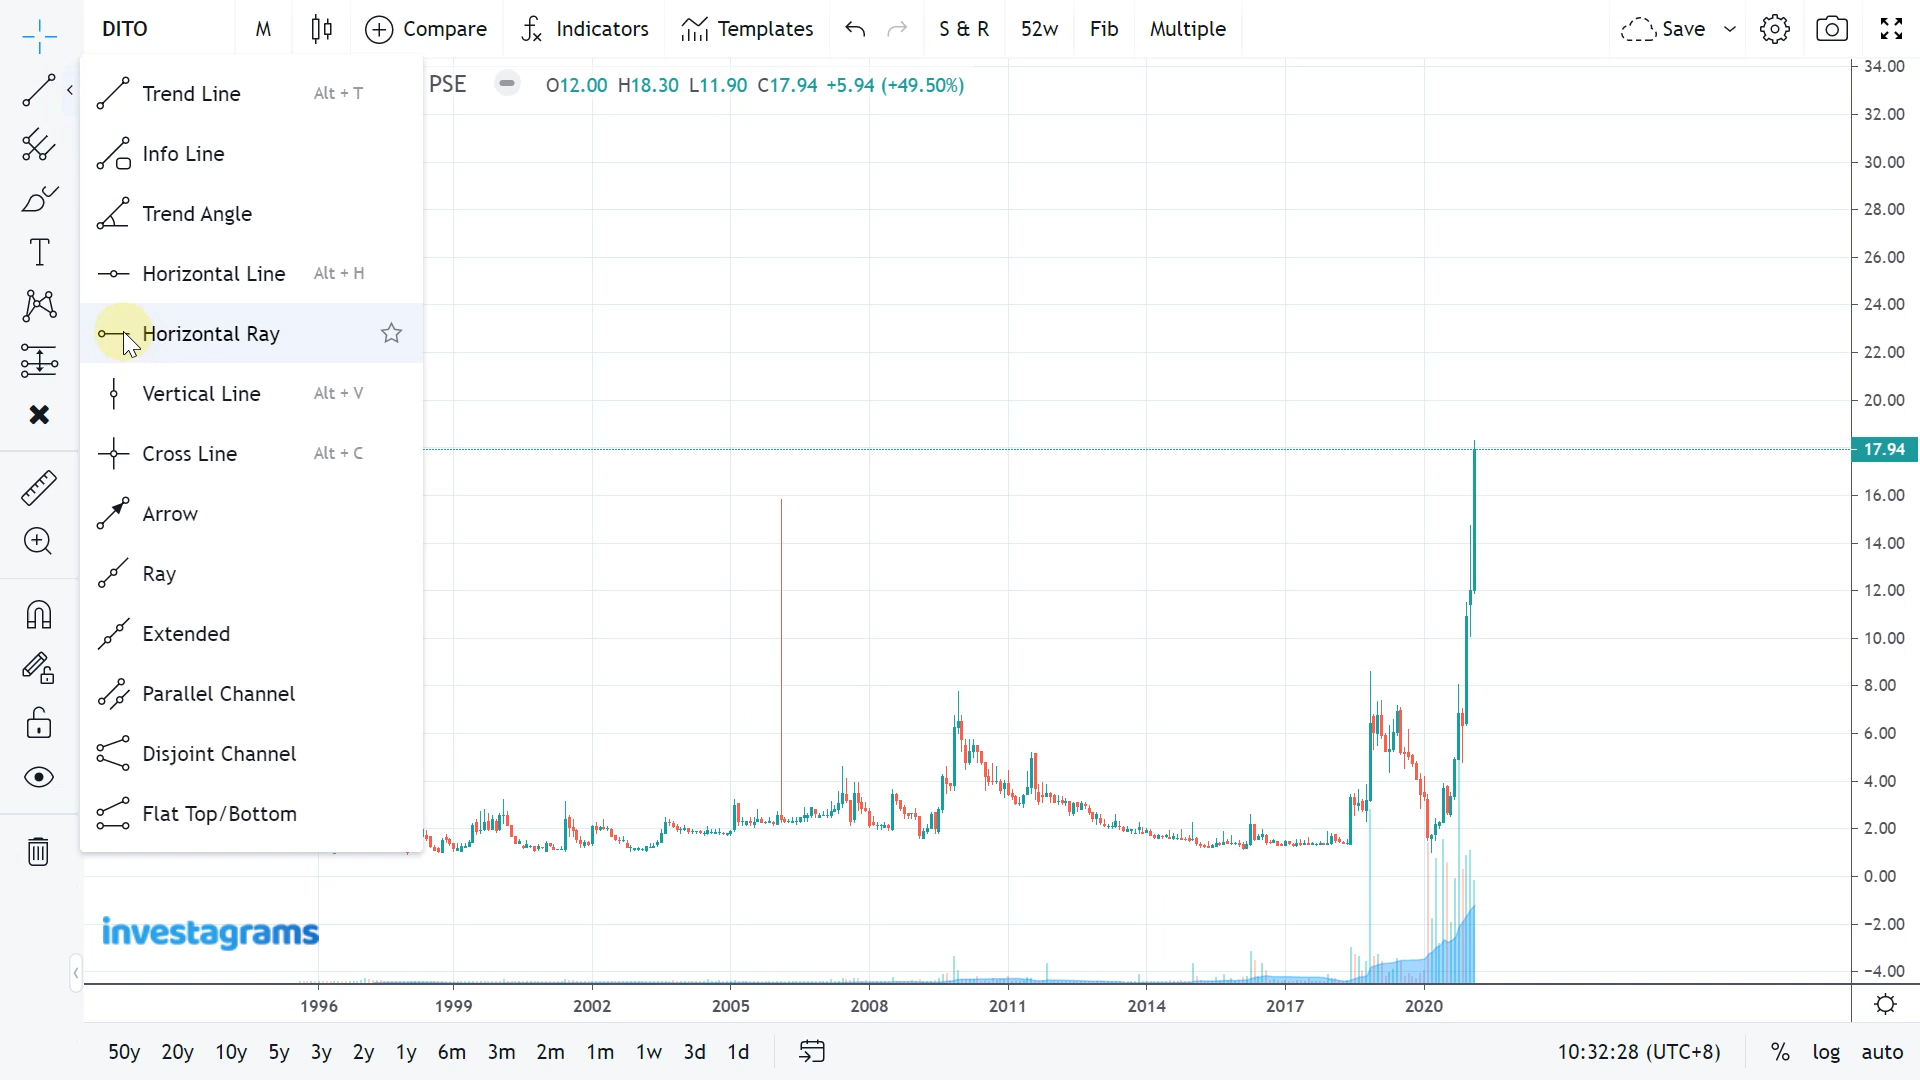 DITO M Compare Indicators Templates S & R 52w Fib Multiple Save
PSE O12.00 H18.30 L11.90 C17.94 +5.94 (+49.50%)
Trend Line Alt + T
Info Line
Trend Angle
Horizontal Line Alt + H
Horizontal Ray
Vertical Line Alt + V
Cross Line Alt + C
Arrow
Ray
Extended
Parallel Channel
Disjoint Channel
Flat Top/Bottom
34.00
32.00
30.00
28.00
26.00
24.00
22.00
20.00
17.94
16.00
14.00
12.00
10.00
8.00
6.00
4.00
2.00
0.00
-2.00
-4.00
investagrams
1996 1999 2002 2005 2008 2011 2014 2017 2020
50y 20y 10y 5y 3y 2y 1y 6m 3m 2m 1m 1w 3d 1d 10:32:28 (UTC+8) % log auto